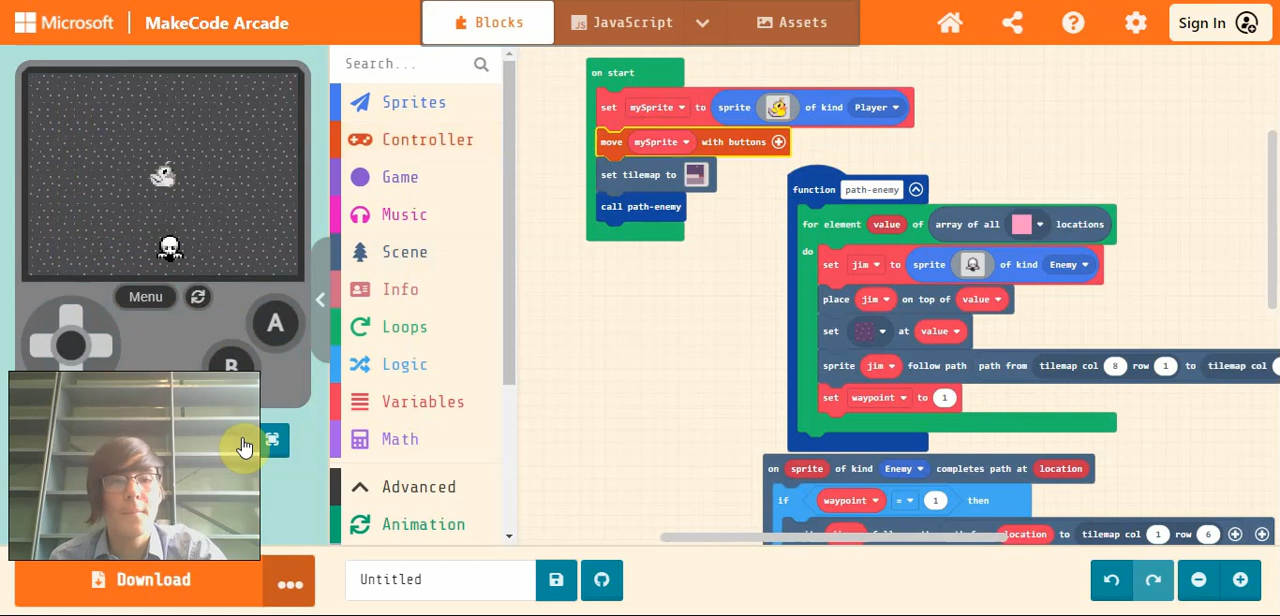 Microsoft
MakeCode Arcade
Blocks
JavaScript
Assets
Sign In
Search...
Sprites
Controller
Game
Music
Scene
Info
Loops
Logic
Variables
Math
Advanced
Animation
Menu
A
B
Download
Untitled
on start
set mySprite to sprite of kind Player
move mySprite with buttons
set tilemap to
call path-enemy
function path-enemy
for element value of array of all locations
do
set jim to sprite of kind Enemy
place jim on top of value
set at value
sprite jim follow path path from tilemap col 8 row 1 to tilemap col
set waypoint to 1
on sprite of kind Enemy completes path at location
if waypoint = 1 then
location to tilemap col 1 row 6